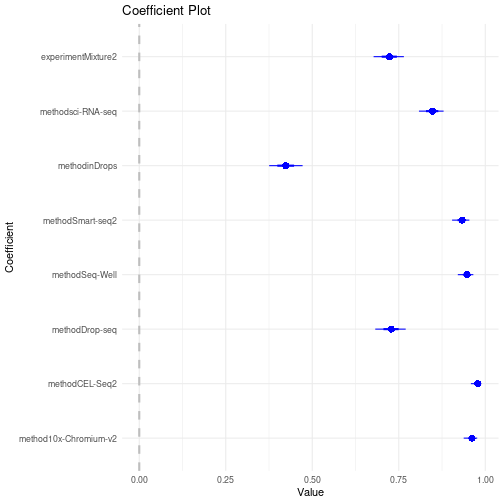 Coefficient Plot
experimentMixture2
methodsci-RNA-seq
methodinDrops
methodSmart-seq2
methodSeq-Well
methodDrop-seq
methodCEL-Seq2
method10x-Chromium-v2
Coefficient
0.00 0.25 0.50 0.75 1.00
Value